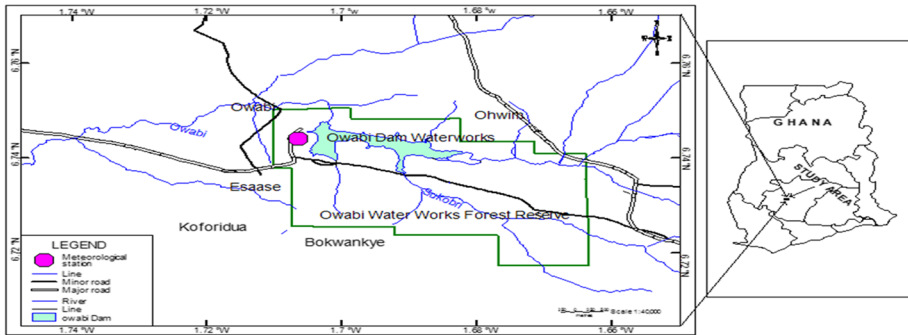 1.74 °W 1.72 °W 1.7 °W 1.68 °W 1.66 °W
6.76 °N 6.76 °N
Owabi
Ohwim
Owabi
Owabi Dam Waterworks
6.74 °N 6.74 °N
Esaase
Sukobri
Owabi Water Works Forest Reserve
Koforidua
Bokwankye
6.72 °N 6.72 °N
LEGEND
Meteorological
station
Line
Minor road
Major road
River
Line
owabi Dam
Scale 1:40,000
1.74 °W 1.72 °W 1.7 °W 1.68 °W 1.66 °W
GHANA
STUDY AREA